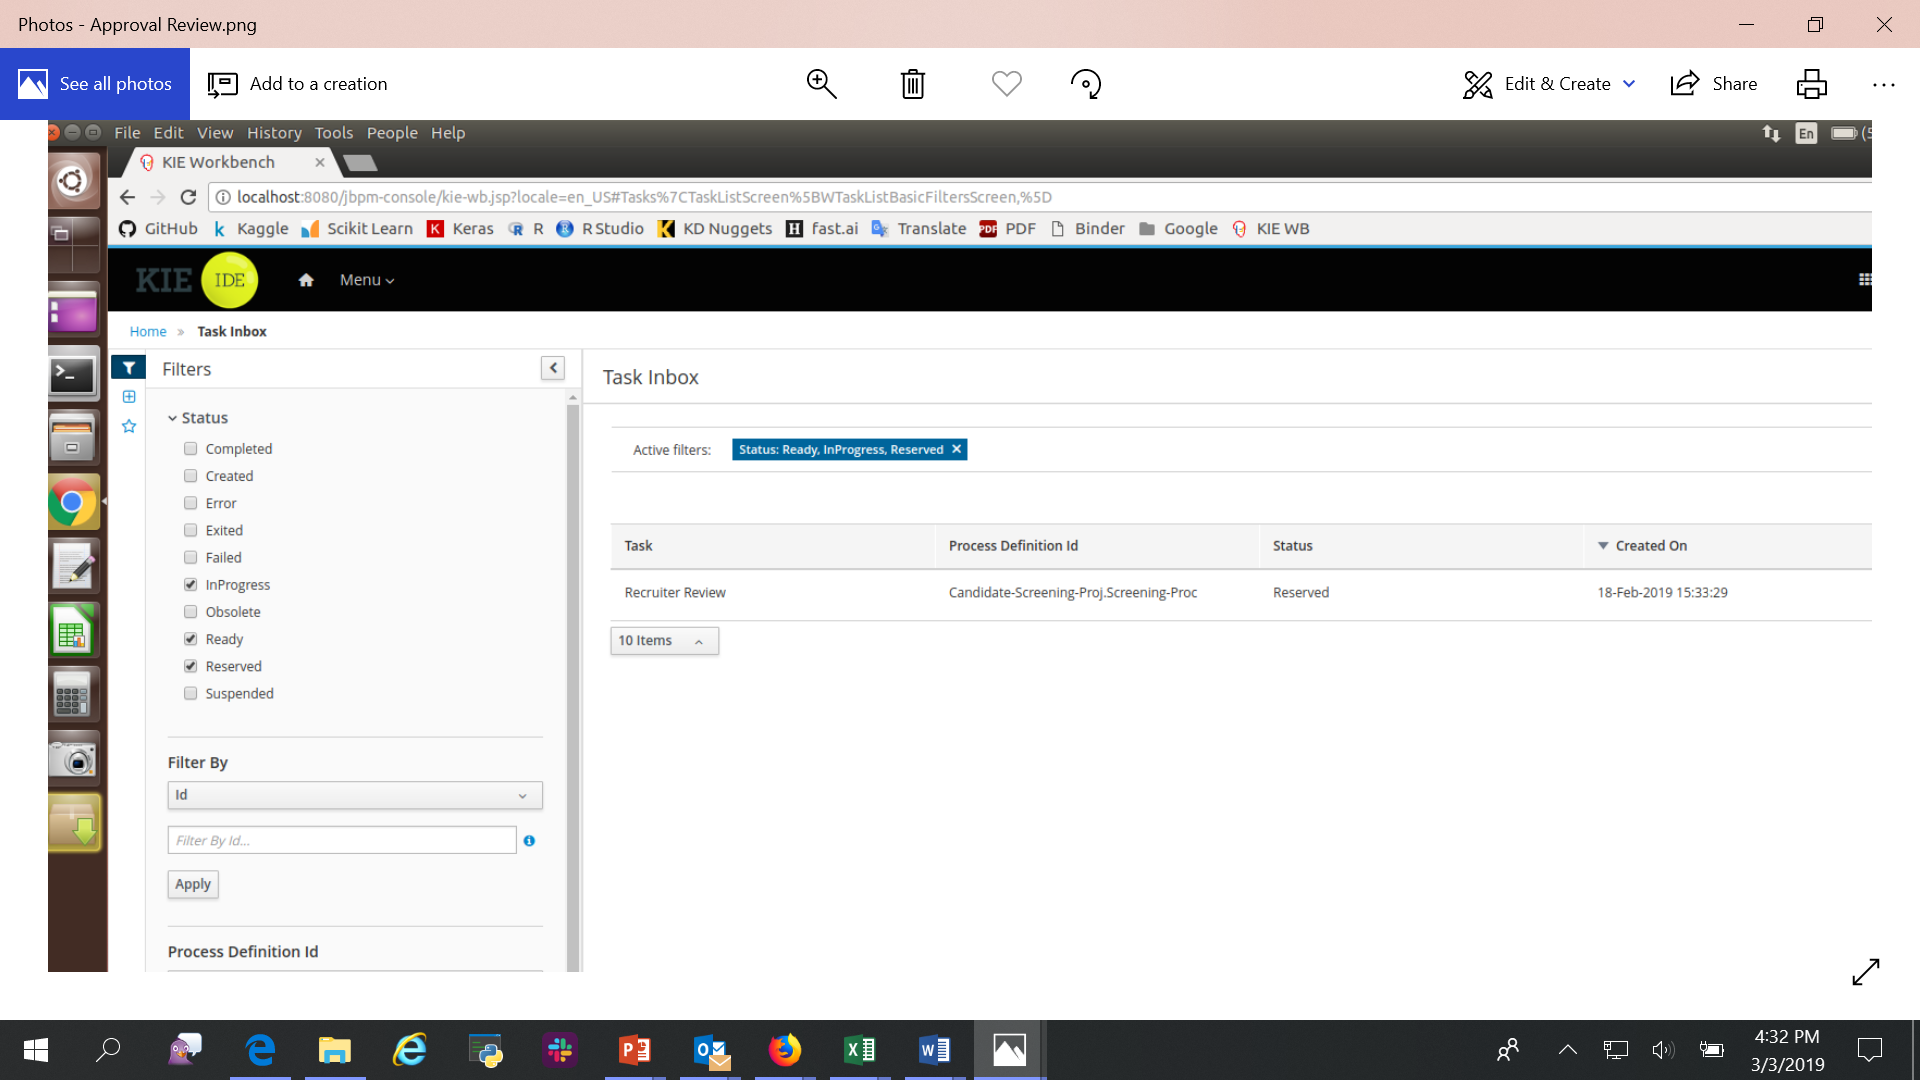 Photos - Approval Review.png
See all photos
Add to a creation
Edit & Create
Share
File Edit View History Tools People Help
En
KIE Workbench
localhost:8080/jbpm-console/kie-wb.jsp?locale=en_US#Tasks%7CTaskListScreen%5BWTaskListBasicFiltersScreen,%5D
GitHub Kaggle Scikit Learn Keras R R Studio KD Nuggets fast.ai Translate PDF Binder Google KIE WB
KIE IDE Menu
Home » Task Inbox
Filters
Task Inbox
Status
Completed
Created
Error
Exited
Failed
InProgress
Obsolete
Ready
Reserved
Suspended
Filter By
Id
Filter By Id...
Apply
Process Definition Id
Active filters: Status: Ready, InProgress, Reserved ×
Task Process Definition Id Status Created On
Recruiter Review Candidate-Screening-Proj.Screening-Proc Reserved 18-Feb-2019 15:33:29
10 Items
4:32 PM
3/3/2019